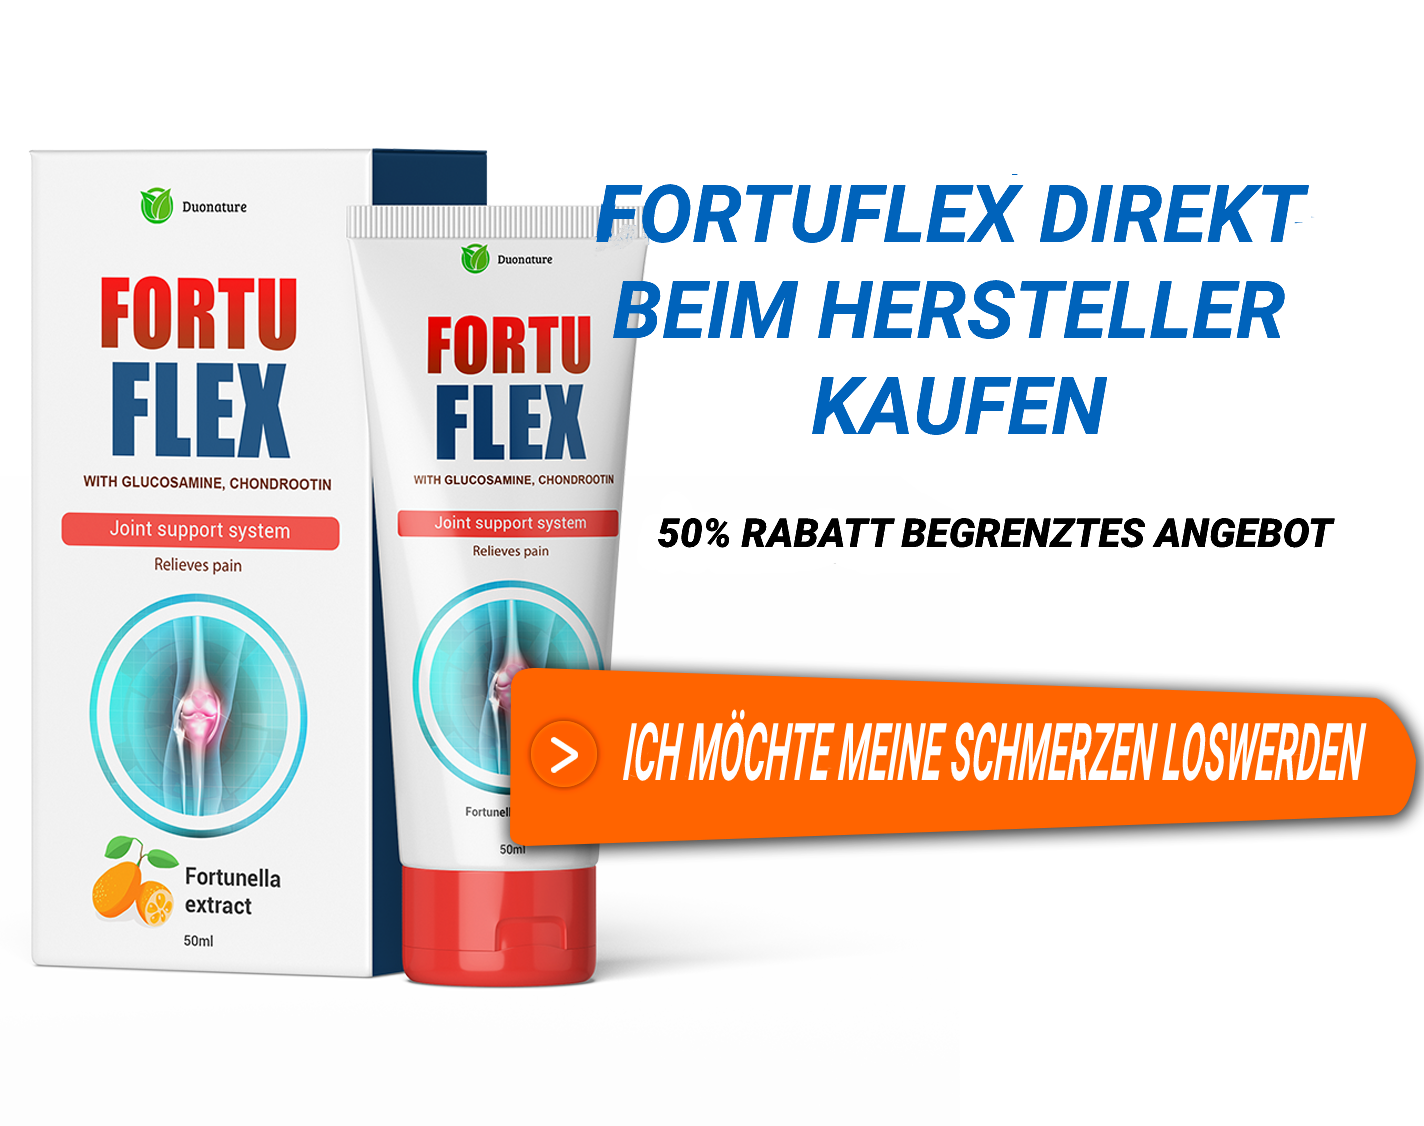 Duonature
FORTU
FLEX
WITH GLUCOSAMINE, CHONDROOTIN
Joint support system
Relieves pain
Fortunella
extract
50ml
Duonature
FORTU
FLEX
WITH GLUCOSAMINE, CHONDROOTIN
Joint support system
Relieves pain
50ml
FORTUFLEX DIREKT
BEIM HERSTELLER
KAUFEN
50% RABATT BEGRENZTES ANGEBOT
> ICH MÖCHTE MEINE SCHMERZEN LOSWERDEN